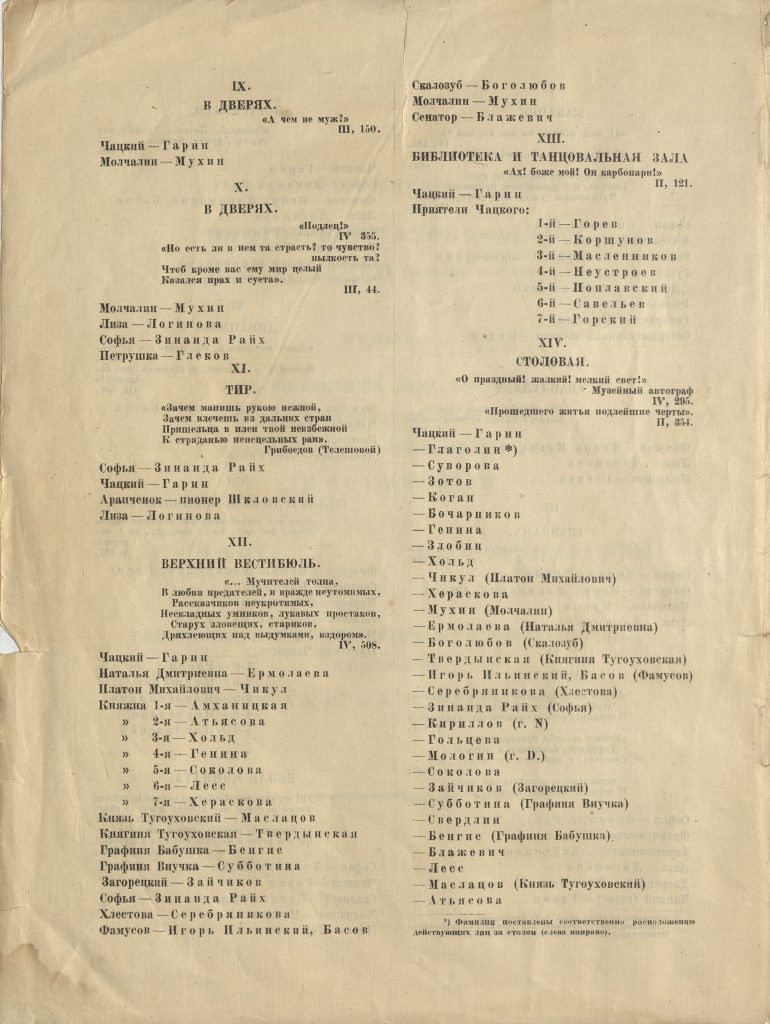 IX.
В ДВЕРЯХ.
«А чем не муж?»
III, 150.
Чацкий — Гарин
Молчалин — Мухин
X.
В ДВЕРЯХ.
«Подлец!»
IV 355.
«Но есть ли в нем та страсть? то чувство?
пылкость та?
Чтоб кроме вас ему мир целый
Казался прах и суета».
III, 44.
Молчалин — Мухин
Лиза — Логинова
Софья — Зинаида Райх
Петрушка — Глеков
XI.
ТИР.
«Зачем манишь рукою нежной,
Зачем влечешь из дальних стран
Пришельца в плен твой неизбежной
К страданью неисцельных ран».
Грибоедов (Телешовой)
Софья — Зинаида Райх
Чацкий — Гарин
Арапченок — пионер Шкловский
Лиза — Логинова
XII.
ВЕРХНИЙ ВЕСТИБЮЛЬ.
«... Мучителей толпа,
В любви предателей, в вражде неутомимых,
Рассказчиков неукротимых,
Нескладных умников, лукавых простаков,
Старух зловещих, стариков,
Дряхлеющих над выдумками, вздором».
IV, 508.
Чацкий — Гарин
Наталья Дмитриевна — Ермолаева
Платон Михайлович — Чикул
Княжна 1-я — Амханицкая
» 2-я — Атьясова
» 3-я — Хольд
» 4-я — Генина
» 5-я — Соколова
» 6-я — Лесс
» 7-я — Хераскова
Князь Тугоуховский — Маслацов
Княгиня Тугоуховская — Твердынская
Графиня Бабушка — Бенгис
Графиня Внучка — Субботина
Загорецкий — Зайчиков
Софья — Зинаида Райх
Хлестова — Серебряникова
Фамусов — Игорь Ильинский, Басов
Скалозуб — Боголюбов
Молчалин — Мухин
Сенатор — Блажевич
XIII.
БИБЛИОТЕКА И ТАНЦОВАЛЬНАЯ ЗАЛА
«Ах! боже мой! Он карбонари!»
II, 121.
Чацкий — Гарин
Приятели Чацкого:
1-й — Горев
2-й — Коршунов
3-й — Масленников
4-й — Неустроев
5-й — Поплавский
6-й — Савельев
7-й — Горский
XIV.
СТОЛОВАЯ.
«О праздный! жалкий! мелкий свет!»
Музейный автограф
IV, 295.
«Прошедшего житья подлейшие черты».
II, 354.
Чацкий — Гарин
— Глаголин *)
— Суворова
— Зотов
— Коган
— Бочарников
— Генина
— Злобин
— Хольд
— Чикул (Платон Михайлович)
— Хераскова
— Мухин (Молчалин)
— Ермолаева (Наталья Дмитриевна)
— Боголюбов (Скалозуб)
— Твердынская (Княгиня Тугоуховская)
— Игорь Ильинский, Басов (Фамусов)
— Серебряникова (Хлестова)
— Зинаида Райх (Софья)
— Кириллов (г. N)
— Гольцева
— Мологин (г. D.)
— Соколова
— Зайчиков (Загорецкий)
— Субботина (Графиня Внучка)
— Свердлин
— Бенгис (Графиня Бабушка)
— Блажевич
— Лесс
— Маслацов (Князь Тугоуховский)
— Атьясова
*) Фамилии поставлены соответственно расположению
действующих лиц за столом (слева направо).